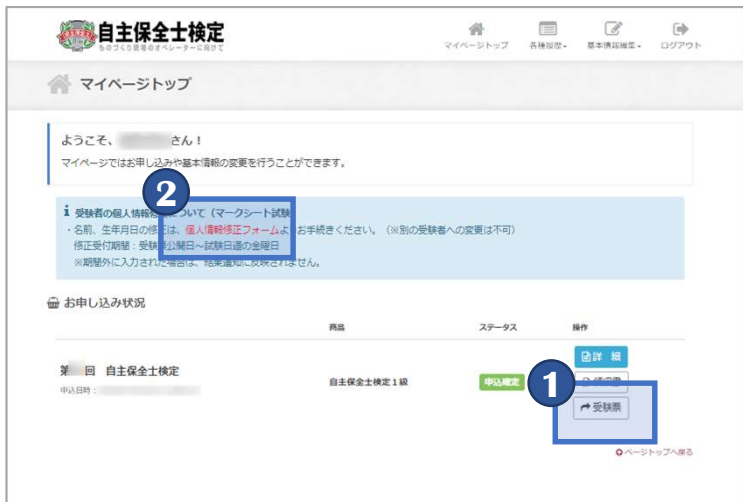 自主保全士検定
ものづくり現場のオペレーターに向けて
マイページトップ
各種履歴
基本情報編集
ログアウト
マイページトップ
ようこそ、 さん！
マイページではお申し込みや基本情報の変更を行うことができます。
2
i 受験者の個人情報 について（マークシート試験
・名前、生年月日の修正は、個人情報修正フォームよ お手続きください。（※別の受験者への変更は不可）
修正受付期間：受験票公開日～試験日週の金曜日
※期間外に入力された場合は、結果通知に反映されません。
お申し込み状況
商品 ステータス 操作
詳 細
第 回 自主保全士検定
申込日時：
自主保全士検定１級
申込確定
1
受験票
ページトップへ戻る